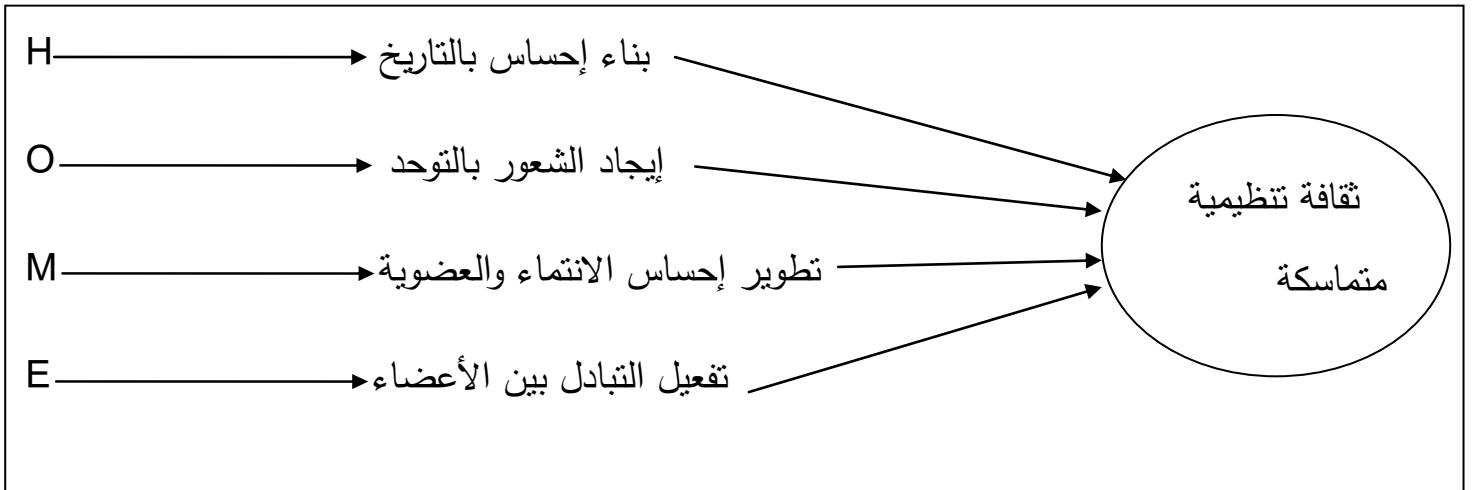 H
بناء إحساس بالتاريخ
O
إيجاد الشعور بالتوحد
M
تطوير إحساس الانتماء والعضوية
E
تفعيل التبادل بين الأعضاء
ثقافة تنظيمية
متماسكة